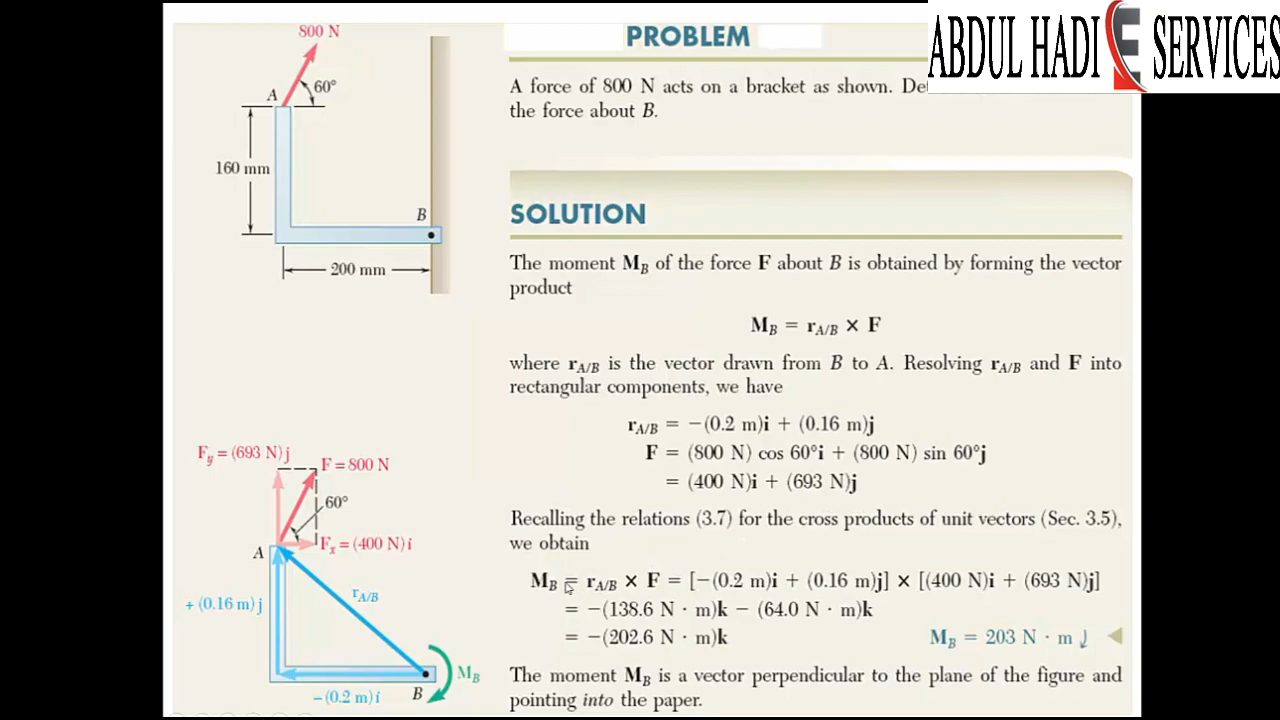 ABDUL HADI E SERVICES
PROBLEM
A force of 800 N acts on a bracket as shown.
the force about B.
800 N
60°
A
160 mm
B
200 mm
SOLUTION
The moment M_B of the force F about B is obtained by forming the vector
product
M_B = r_A/B × F
where r_A/B is the vector drawn from B to A. Resolving r_A/B and F into
rectangular components, we have
r_A/B = −(0.2 m)i + (0.16 m)j
F = (800 N) cos 60°i + (800 N) sin 60°j
= (400 N)i + (693 N)j
Recalling the relations (3.7) for the cross products of unit vectors (Sec. 3.5),
we obtain
M_B = r_A/B × F = [−(0.2 m)i + (0.16 m)j] × [(400 N)i + (693 N)j]
= −(138.6 N · m)k − (64.0 N · m)k
= −(202.6 N · m)k
M_B = 203 N · m ↲
The moment M_B is a vector perpendicular to the plane of the figure and
pointing into the paper.
F_y = (693 N)j
F = 800 N
60°
F_x = (400 N)i
A
+ (0.16 m)j
r_A/B
M_B
B
−(0.2 m)i